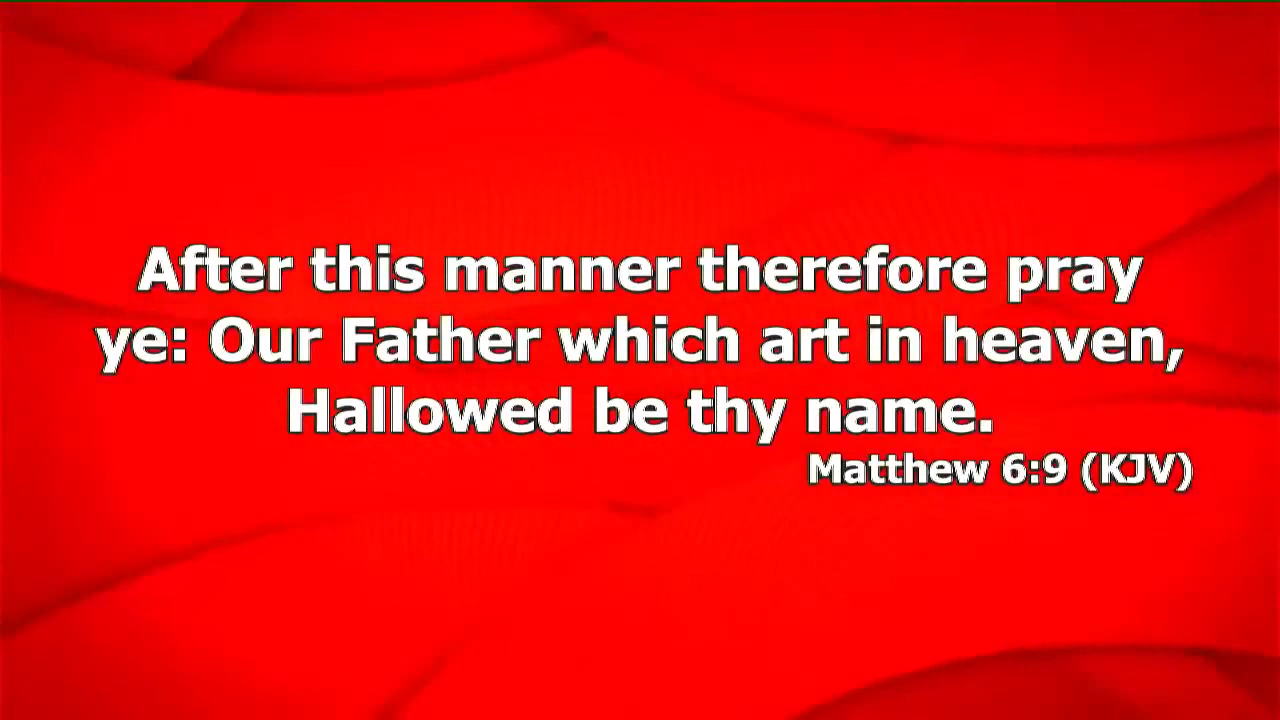 After this manner therefore pray
ye: Our Father which art in heaven,
Hallowed be thy name.
Matthew 6:9 (KJV)